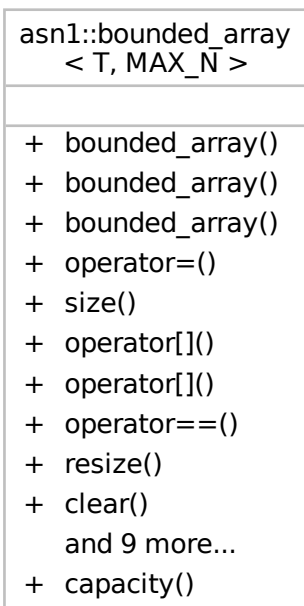 asn1::bounded_array
< T, MAX_N >
+ bounded_array()
+ bounded_array()
+ bounded_array()
+ operator=()
+ size()
+ operator[]()
+ operator[]()
+ operator==()
+ resize()
+ clear()
and 9 more...
+ capacity()